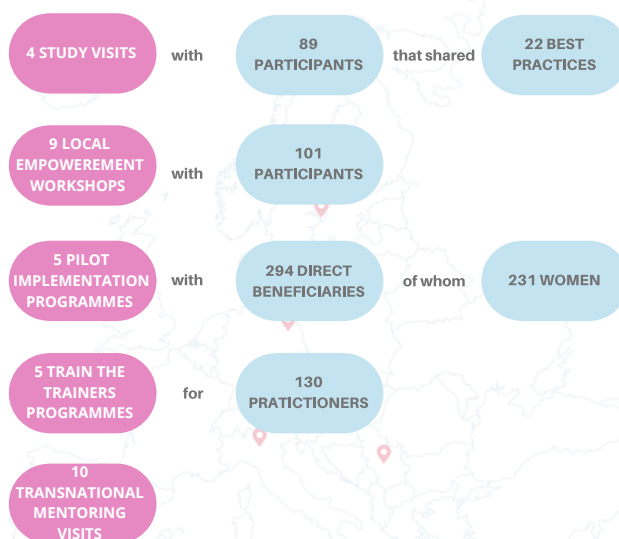 4 STUDY VISITS
with
89
PARTICIPANTS
that shared
22 BEST
PRACTICES
9 LOCAL
EMPOWEREMENT
WORKSHOPS
with
101
PARTICIPANTS
5 PILOT
IMPLEMENTATION
PROGRAMMES
with
294 DIRECT
BENEFICIARIES
of whom
231 WOMEN
5 TRAIN THE
TRAINERS
PROGRAMMES
for
130
PRATICTIONERS
10
TRANSNATIONAL
MENTORING
VISITS